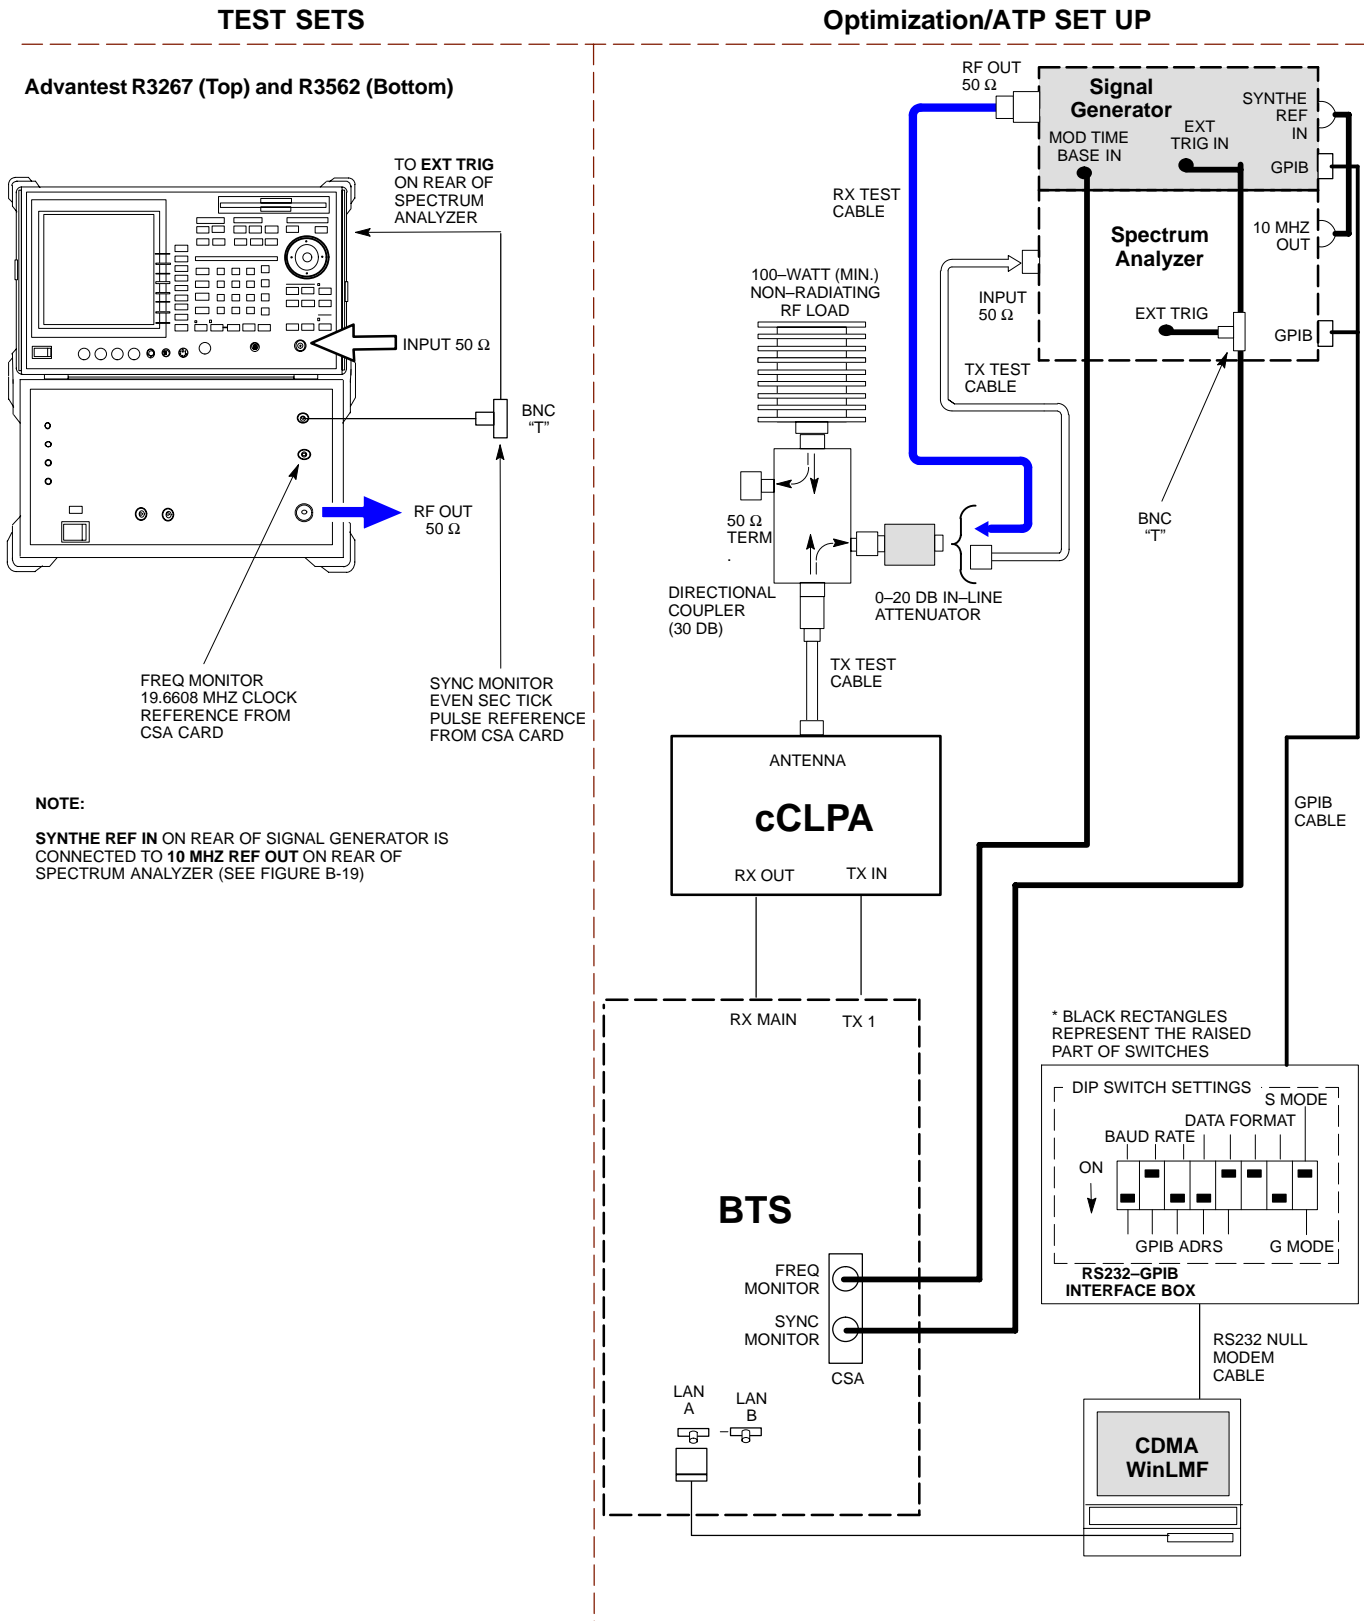 TEST SETS
Optimization/ATP SET UP
Advantest R3267 (Top) and R3562 (Bottom)
TO EXT TRIG
ON REAR OF
SPECTRUM
ANALYZER
INPUT 50 Ω
BNC
“T”
RF OUT
50 Ω
FREQ MONITOR
19.6608 MHZ CLOCK
REFERENCE FROM
CSA CARD
SYNC MONITOR
EVEN SEC TICK
PULSE REFERENCE
FROM CSA CARD
NOTE:
SYNTHE REF IN ON REAR OF SIGNAL GENERATOR IS
CONNECTED TO 10 MHZ REF OUT ON REAR OF
SPECTRUM ANALYZER (SEE FIGURE B-19)
RF OUT
50 Ω
Signal
Generator
SYNTHE
REF
IN
MOD TIME
BASE IN
EXT
TRIG IN
GPIB
RX TEST
CABLE
Spectrum
Analyzer
10 MHZ
OUT
100–WATT (MIN.)
NON–RADIATING
RF LOAD
INPUT
50 Ω
EXT TRIG
GPIB
TX TEST
CABLE
BNC
“T”
50 Ω
TERM
.
DIRECTIONAL
COUPLER
(30 DB)
0–20 DB IN–LINE
ATTENUATOR
TX TEST
CABLE
ANTENNA
cCLPA
RX OUT
TX IN
GPIB
CABLE
RX MAIN
TX 1
BTS
FREQ
MONITOR
SYNC
MONITOR
CSA
LAN
A
LAN
B
* BLACK RECTANGLES
REPRESENT THE RAISED
PART OF SWITCHES
DIP SWITCH SETTINGS
S MODE
DATA FORMAT
BAUD RATE
ON
GPIB ADRS
G MODE
RS232–GPIB
INTERFACE BOX
RS232 NULL
MODEM
CABLE
CDMA
WinLMF